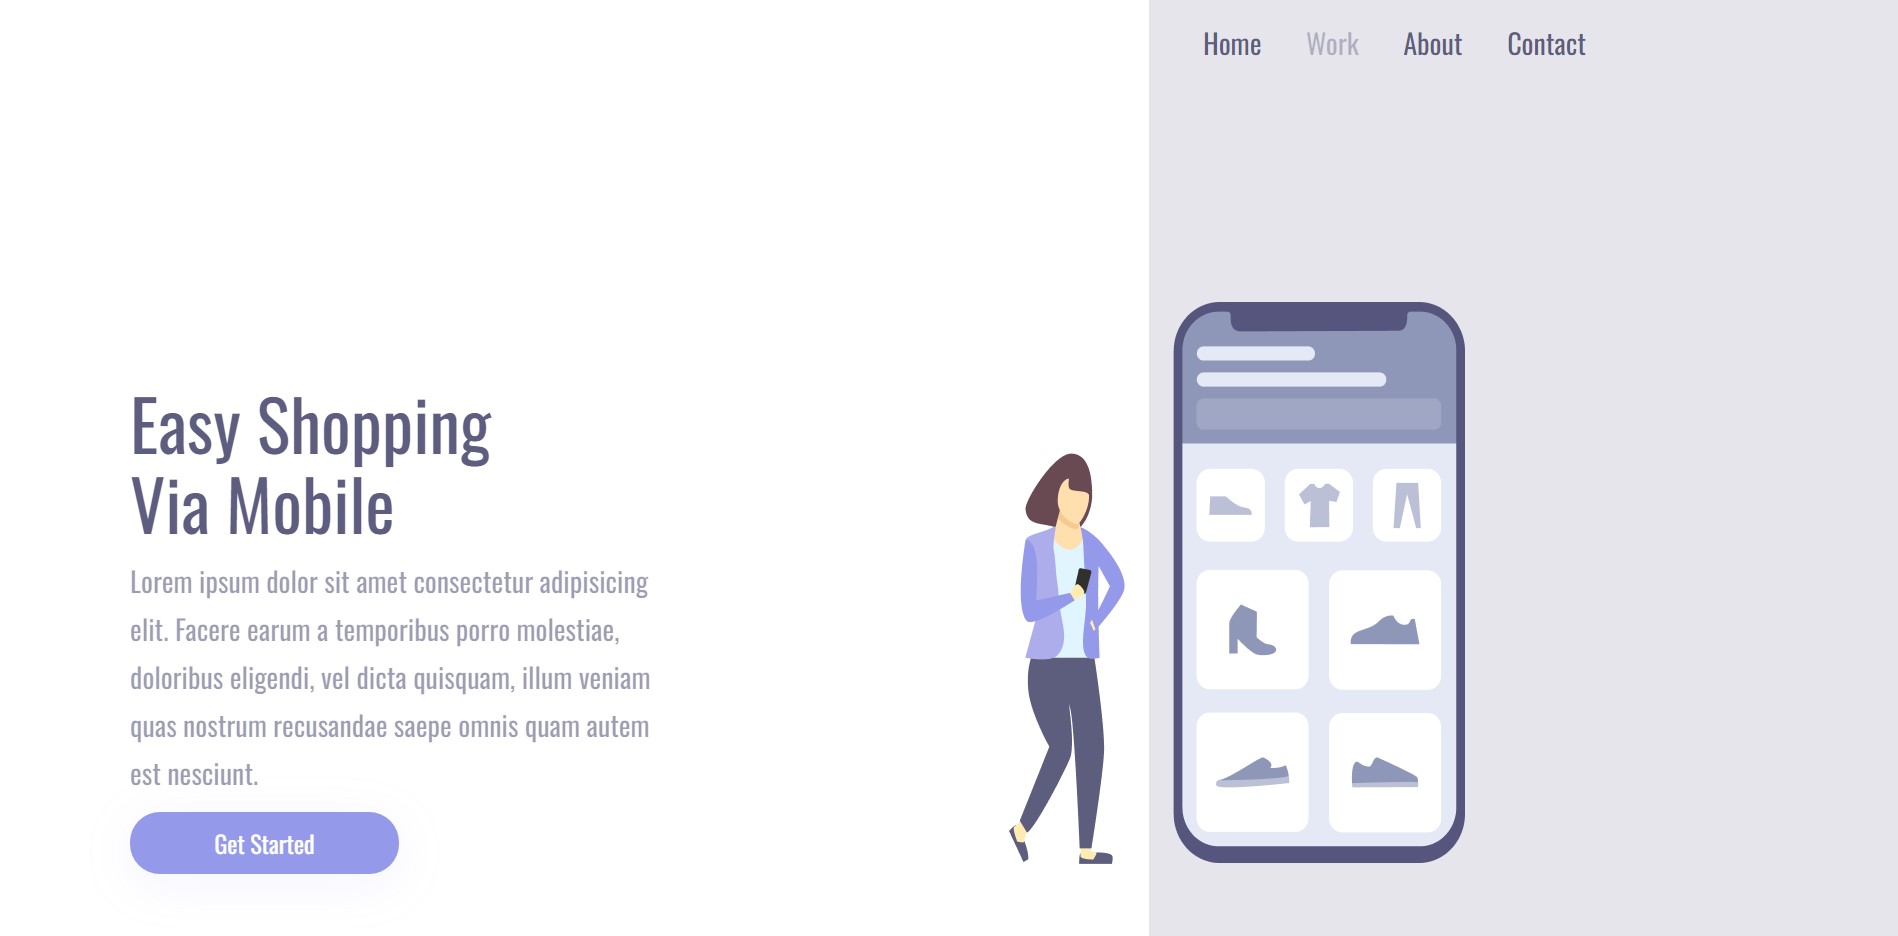 Home Work About Contact
Easy Shopping
Via Mobile
Lorem ipsum dolor sit amet consectetur adipisicing
elit. Facere earum a temporibus porro molestiae,
doloribus eligendi, vel dicta quisquam, illum veniam
quas nostrum recusandae saepe omnis quam autem
est nesciunt.
Get Started